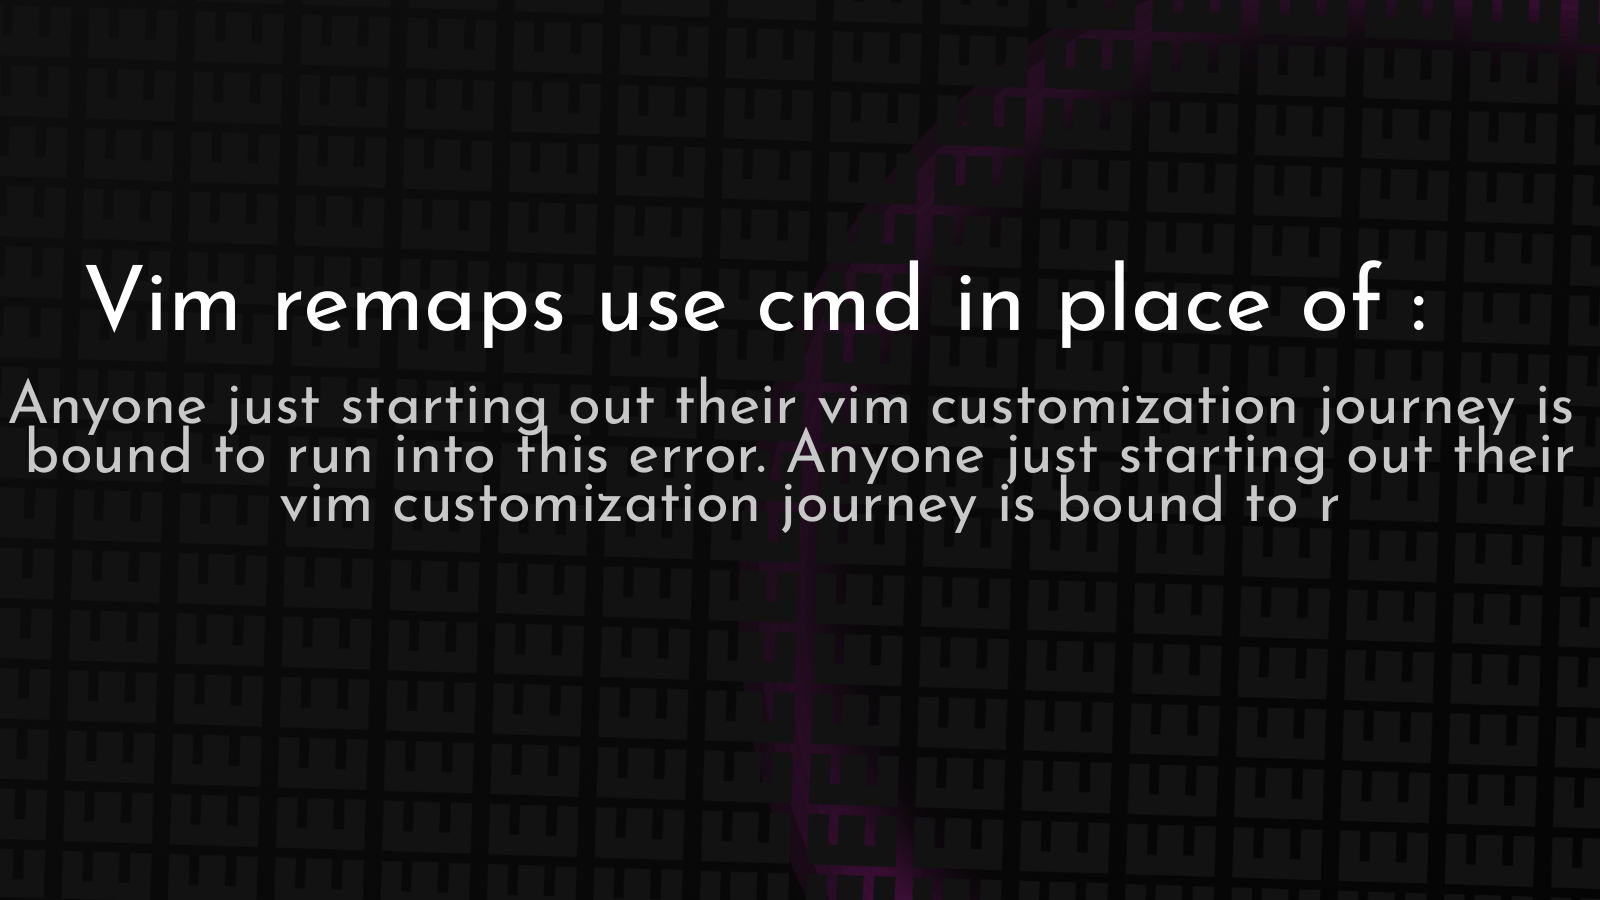 Vim remaps use cmd in place of :
Anyone just starting out their vim customization journey is
bound to run into this error. Anyone just starting out their
vim customization journey is bound to r